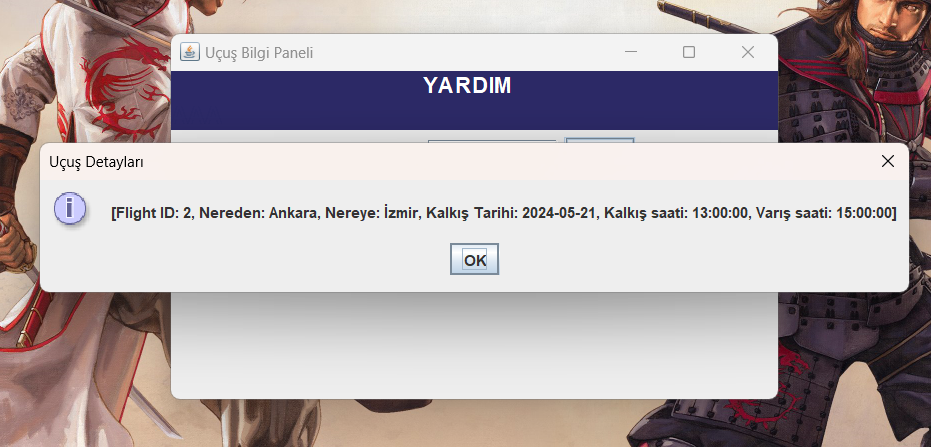 Uçuş Bilgi Paneli
YARDIM
Uçuş Detayları
[Flight ID: 2, Nereden: Ankara, Nereye: İzmir, Kalkış Tarihi: 2024-05-21, Kalkış saati: 13:00:00, Varış saati: 15:00:00]
OK